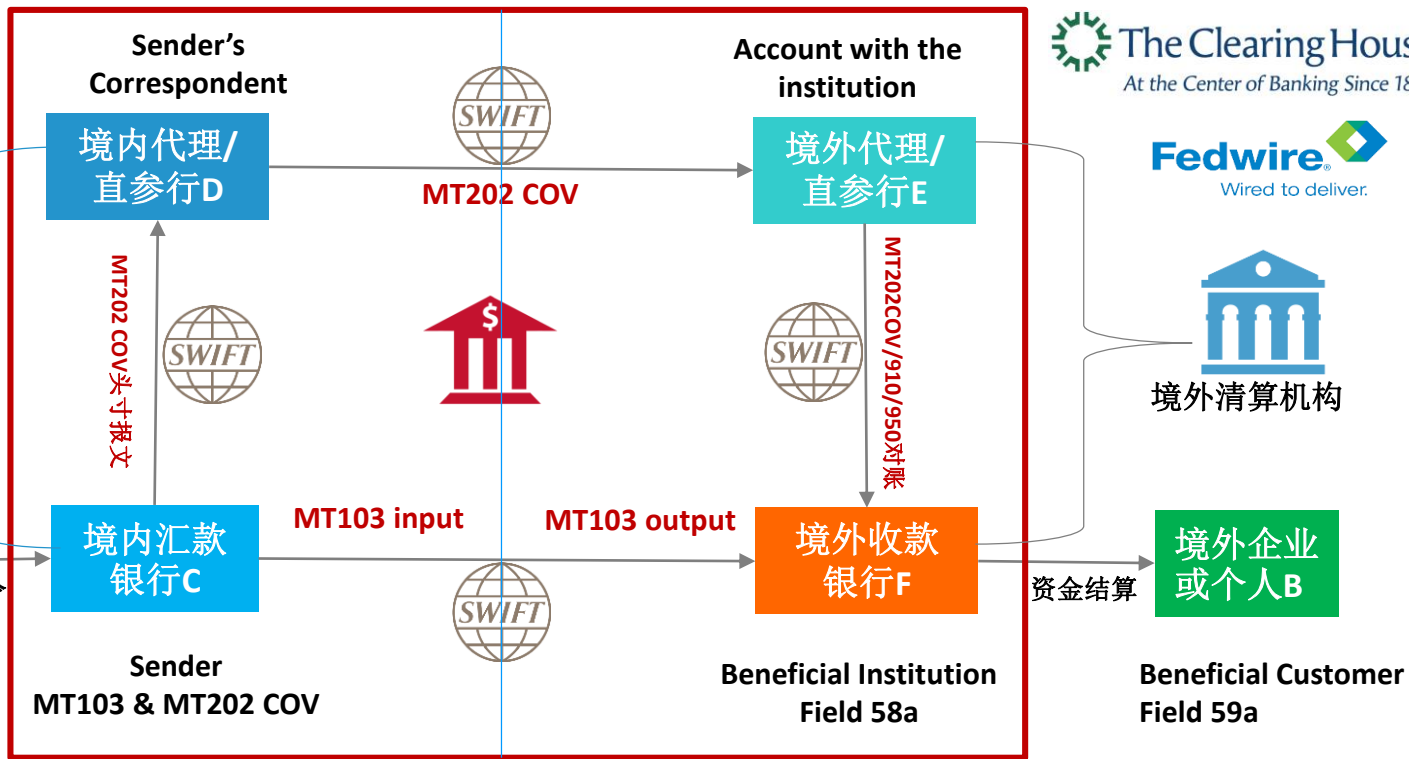 Sender's
Correspondent
Account with the
institution
The Clearing Hous
At the Center of Banking Since 18
境内代理/
直参行D
SWIFT
MT202 COV
境外代理/
直参行E
Fedwire®
Wired to deliver.
MT202 COV头寸报文
SWIFT
$
SWIFT
MT202COV/910/950对账
境外清算机构
境内汇款
银行C
MT103 input
MT103 output
SWIFT
境外收款
银行F
资金结算
境外企业
或个人B
Sender
MT103 & MT202 COV
Beneficial Institution
Field 58a
Beneficial Customer
Field 59a